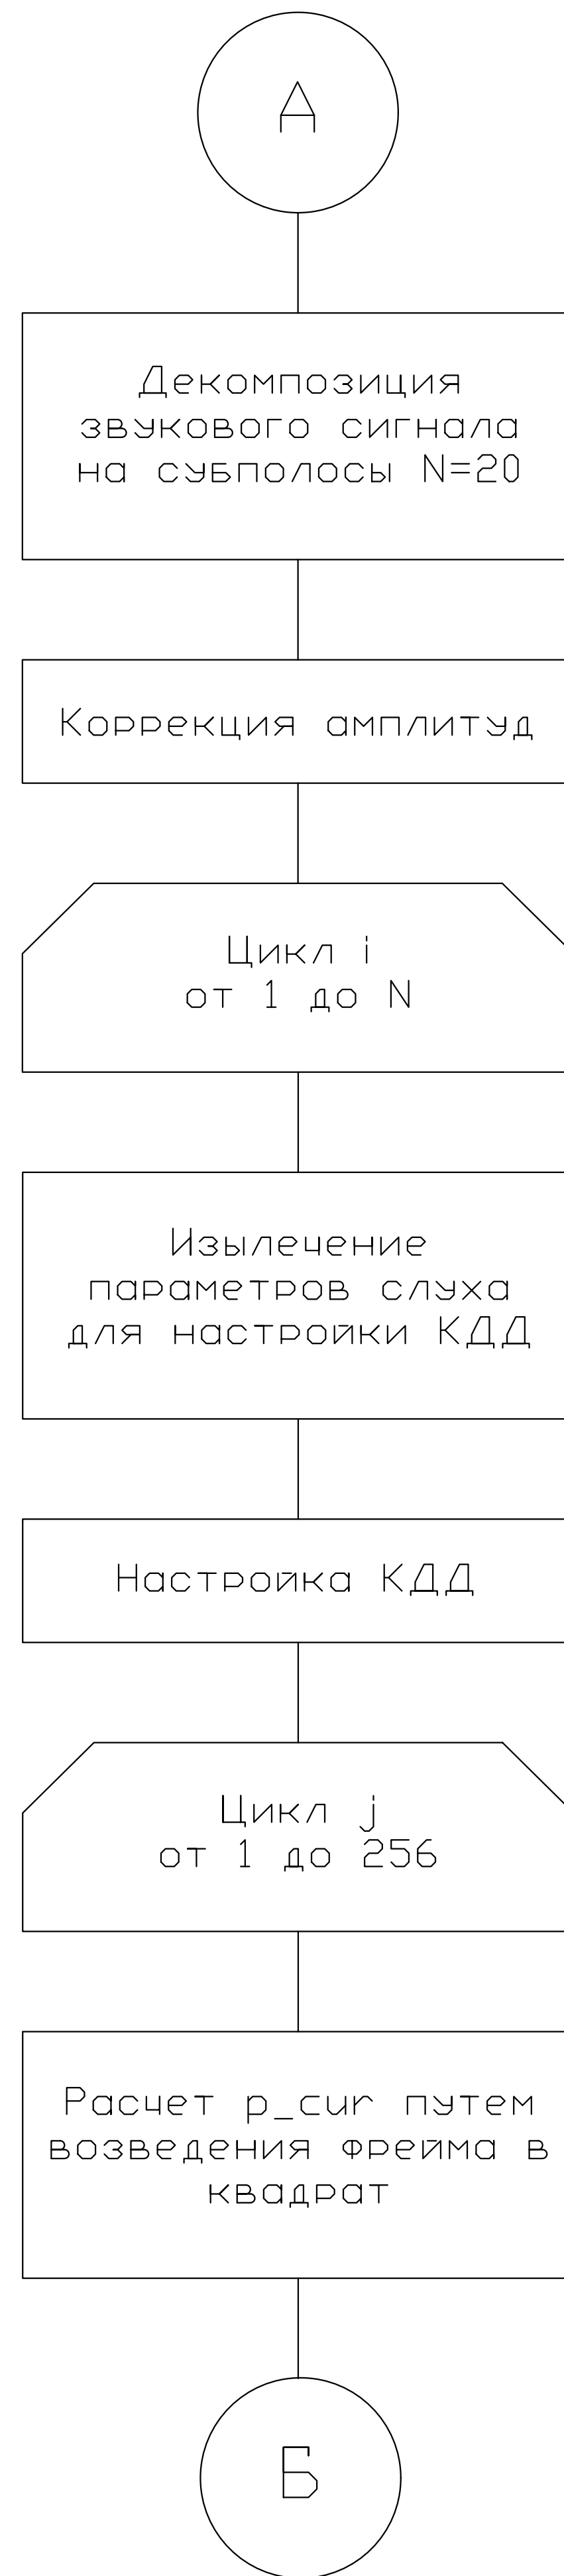 А
Декомпозиция
звукового сигнала
на субполосы N=20
Коррекция амплитуд
Цикл i
от 1 до N
Изылечение
параметров слуха
для настройки КДД
Настройка КДД
Цикл j
от 1 до 256
Расчет p_cur путем
возведения фрейма в
квадрат
Б